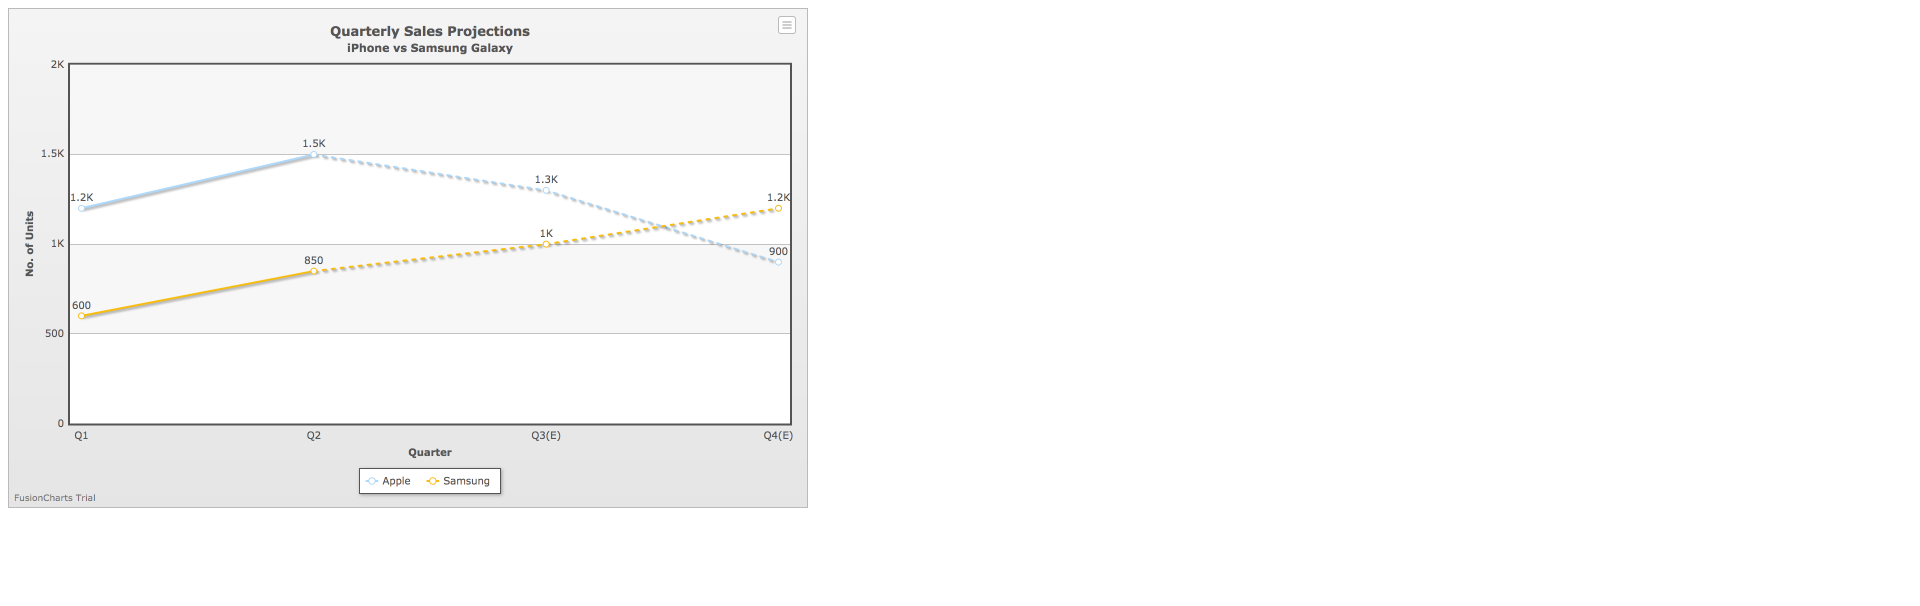 Quarterly Sales Projections
iPhone vs Samsung Galaxy
2K
1.5K
1K
500
0
No. of Units
1.2K
1.5K
1.3K
900
600
850
1K
1.2K
Q1
Q2
Q3(E)
Q4(E)
Quarter
Apple
Samsung
FusionCharts Trial